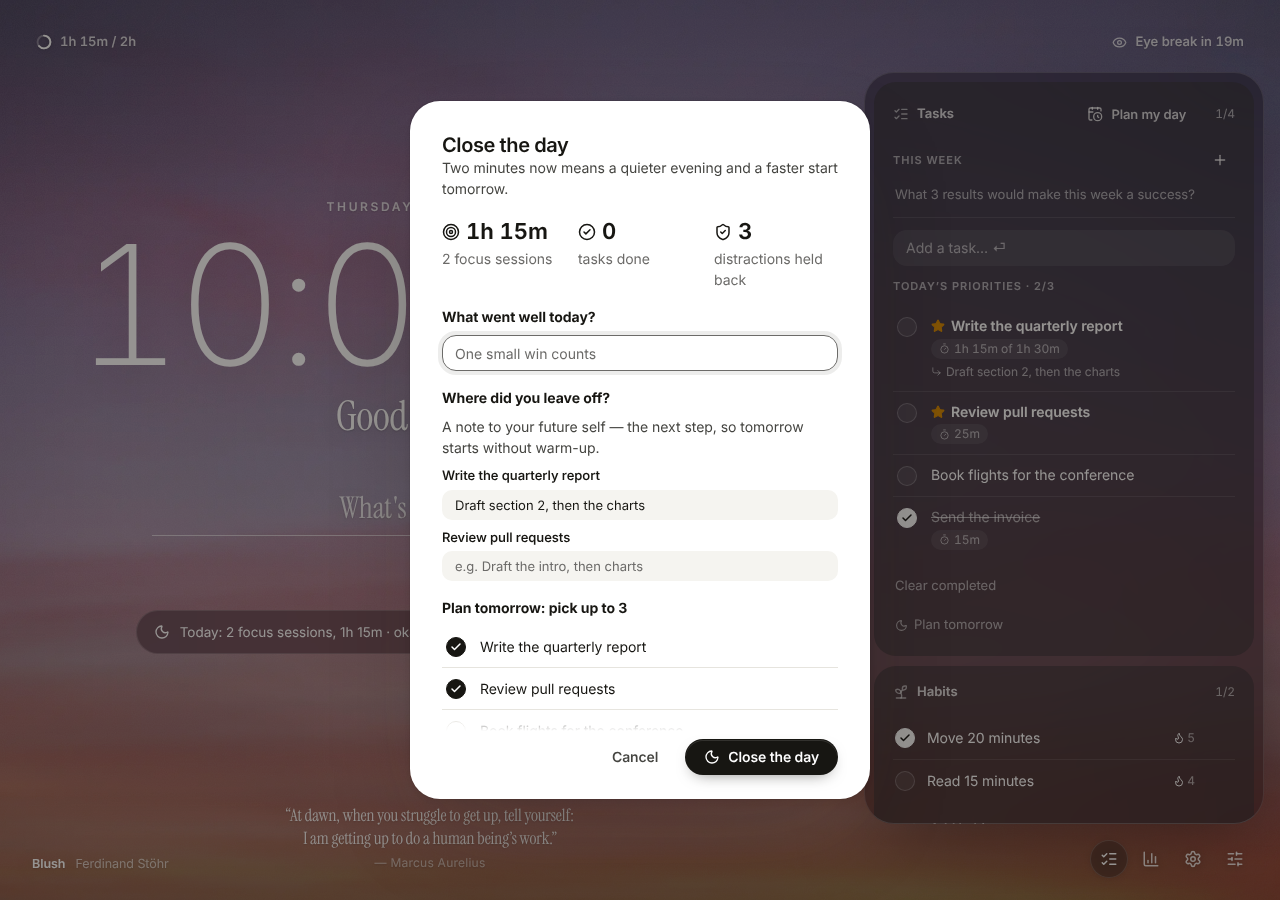 1h 15m / 2h
Eye break in 19m
THURSDAY
10:0
Good
What's
Today: 2 focus sessions, 1h 15m · ok
"At dawn, when you struggle to get up, tell yourself:
I am getting up to do a human being's work."
— Marcus Aurelius
Blush Ferdinand Stöhr
Close the day
Two minutes now means a quieter evening and a faster start
tomorrow.
1h 15m
2 focus sessions
0
tasks done
3
distractions held
back
What went well today?
One small win counts
Where did you leave off?
A note to your future self — the next step, so tomorrow
starts without warm-up.
Write the quarterly report
Draft section 2, then the charts
Review pull requests
e.g. Draft the intro, then charts
Plan tomorrow: pick up to 3
Write the quarterly report
Review pull requests
Book flights for the conference
Cancel
Close the day
Tasks
Plan my day
1/4
THIS WEEK
What 3 results would make this week a success?
Add a task... ⏎
TODAY'S PRIORITIES · 2/3
Write the quarterly report
1h 15m of 1h 30m
Draft section 2, then the charts
Review pull requests
25m
Book flights for the conference
Send the invoice
15m
Clear completed
Plan tomorrow
Habits
1/2
Move 20 minutes
5
Read 15 minutes
4